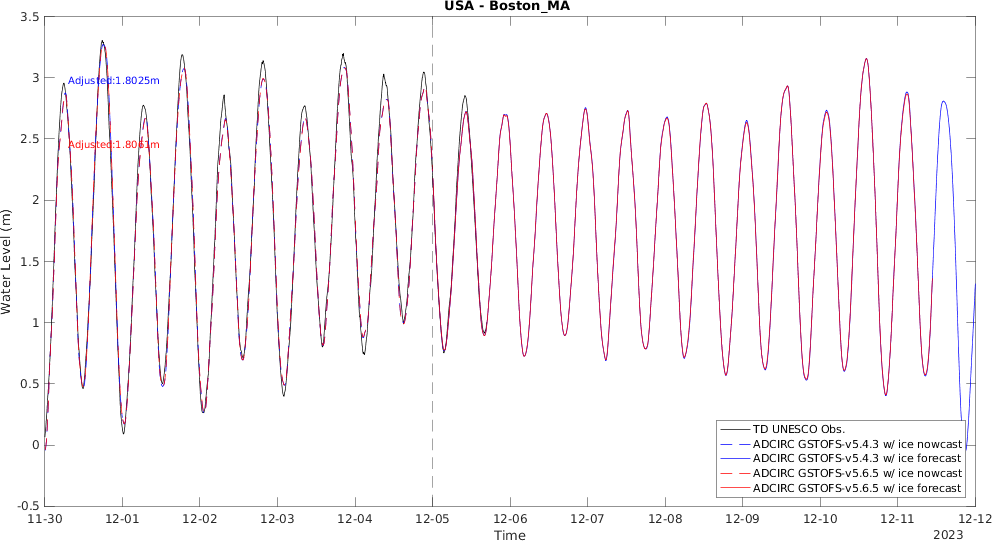 USA - Boston_MA
3.5
3
2.5
2
1.5
1
0.5
0
-0.5
Water Level (m)
Adjusted:1.8025m
Adjusted:1.8061m
TD UNESCO Obs.
ADCIRC GSTOFS-v5.4.3 w/ ice nowcast
ADCIRC GSTOFS-v5.4.3 w/ ice forecast
ADCIRC GSTOFS-v5.6.5 w/ ice nowcast
ADCIRC GSTOFS-v5.6.5 w/ ice forecast
11-30 12-01 12-02 12-03 12-04 12-05 12-06 12-07 12-08 12-09 12-10 12-11 12-12
Time
2023